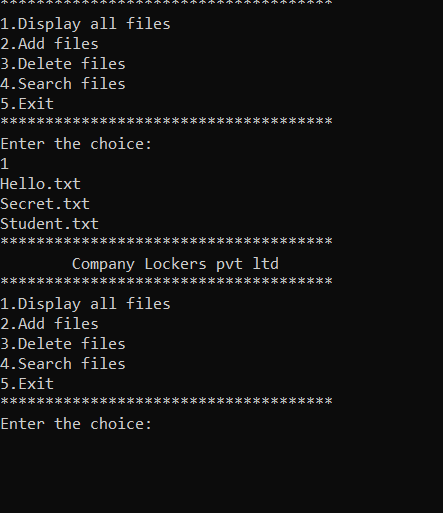 *************************************
1.Display all files
2.Add files
3.Delete files
4.Search files
5.Exit
*************************************
Enter the choice:
1
Hello.txt
Secret.txt
Student.txt
*************************************
Company Lockers pvt ltd
*************************************
1.Display all files
2.Add files
3.Delete files
4.Search files
5.Exit
*************************************
Enter the choice: